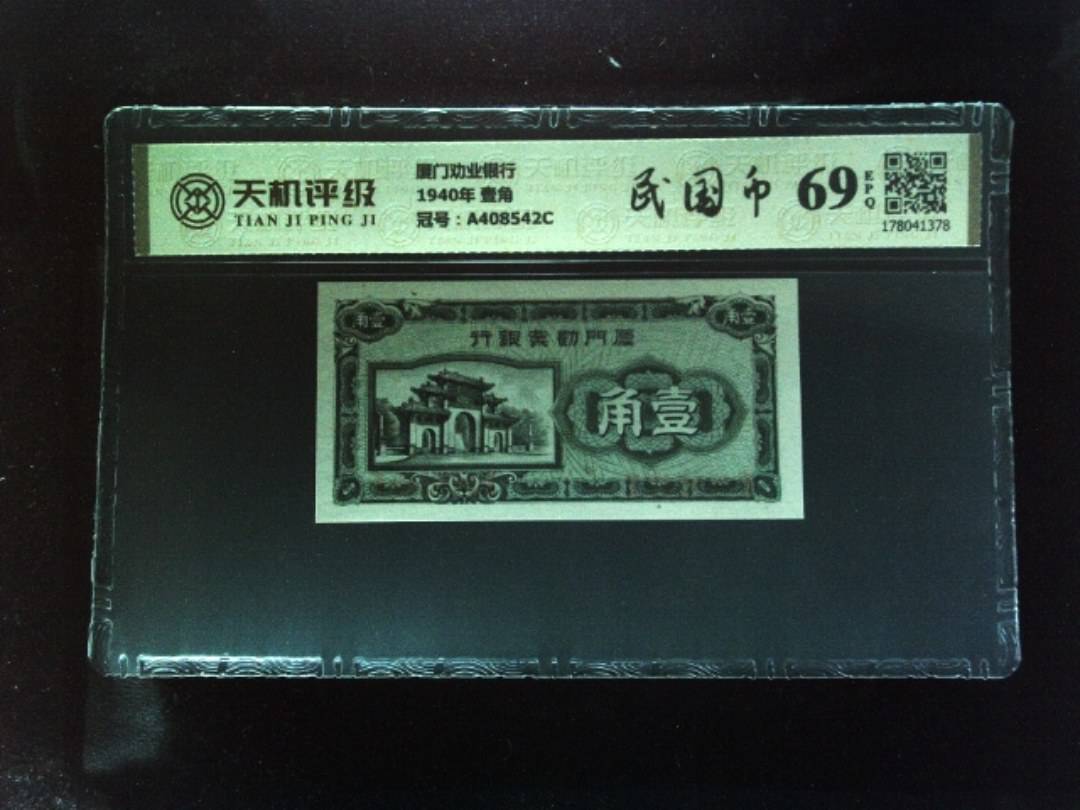 天机评级
TIAN JI PING JI
厦门劝业银行
1940年 壹角
冠号：A408542C
民国币
69
EPQ
178041378
角壹
角壹
行銀業勸門廈
角壹